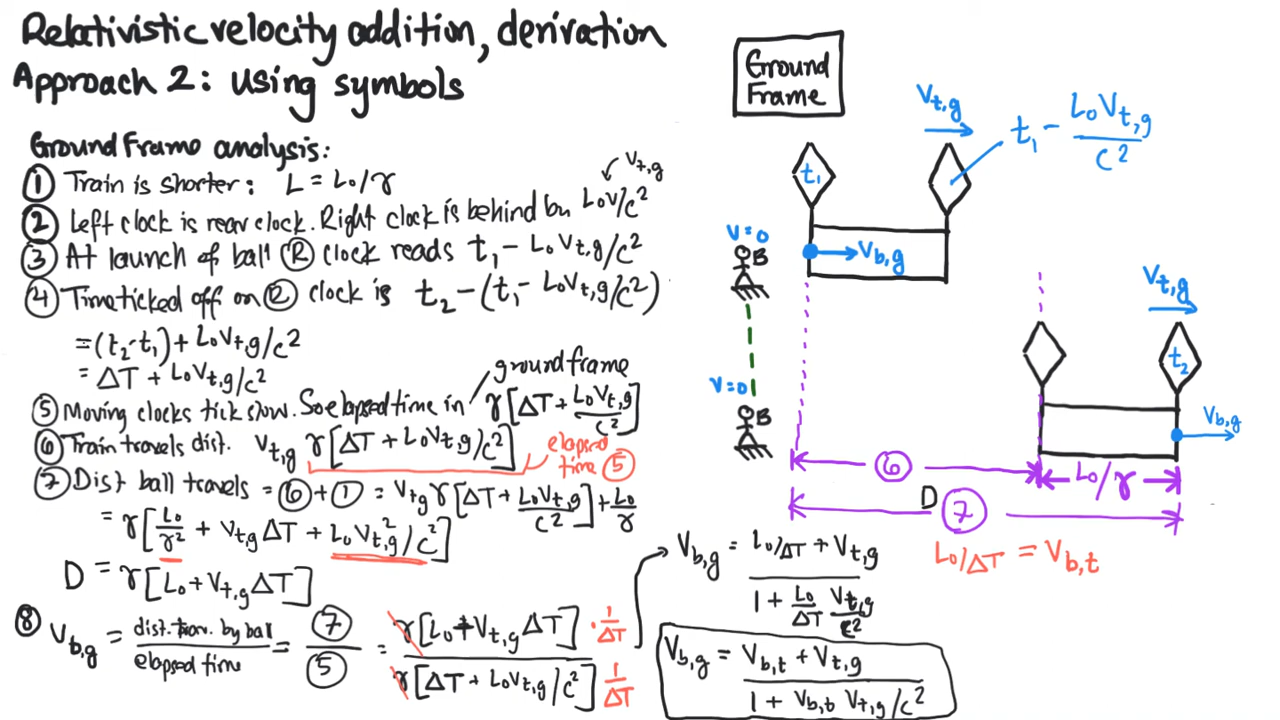 Relativistic velocity addition, derivation
Approach 2: using symbols
Ground Frame analysis:
① Train is shorter: L = L₀/γ
② Left clock is rear clock. Right clock is behind by L₀V/c²
V_t,g
③ At launch of ball Ⓡ clock reads t₁ - L₀V_t,g/c²
④ Time ticked off on Ⓡ clock is t₂ - (t₁ - L₀V_t,g/c²)
= (t₂-t₁) + L₀V_t,g/c²
= ΔT + L₀V_t,g/c²
ground frame
⑤ Moving clocks tick slow. So elapsed time in γ[ΔT + L₀V_t,g/c²]
⑥ Train travels dist. V_t,g γ[ΔT + L₀V_t,g/c²]
elapsed time ⑤
⑦ Dist ball travels = ⑥ + ① = V_tg γ[ΔT + L₀V_t,g/c²] + L₀/γ
= γ[L₀/γ² + V_t,g ΔT + L₀V_t,g²/c²]
D = γ[L₀ + V_t,g ΔT]
⑧ V_b,g = dist. trav. by ball / elapsed time = ⑦/⑤ = γ[L₀ + V_t,g ΔT] · 1/ΔT / γ[ΔT + L₀V_t,g/c²] 1/ΔT
V_b,g = L₀/ΔT + V_t,g / 1 + L₀/ΔT V_t,g/c²
L₀/ΔT = V_b,t
V_b,g = V_b,t + V_t,g / 1 + V_b,t V_t,g/c²
Ground
Frame
V_t,g
t₁ - L₀V_t,g/c²
t₁
V=0
B
V_b,g
V_t,g
t₂
V=0
B
V_b,g
⑥
L₀/γ
D
⑦